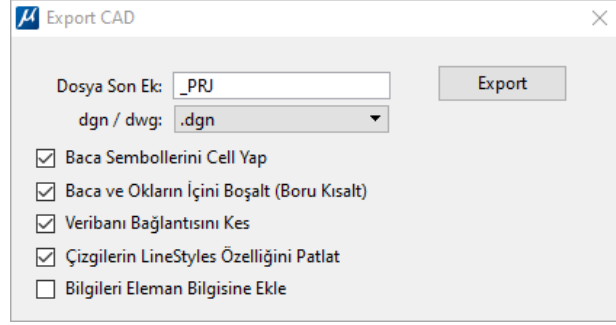 Export CAD
Dosya Son Ek: _PRJ Export
dgn / dwg: .dgn
Baca Sembollerini Cell Yap
Baca ve Okların İçini Boşalt (Boru Kısalt)
Veribanı Bağlantısını Kes
Çizgilerin LineStyles Özelliğini Patlat
Bilgileri Eleman Bilgisine Ekle